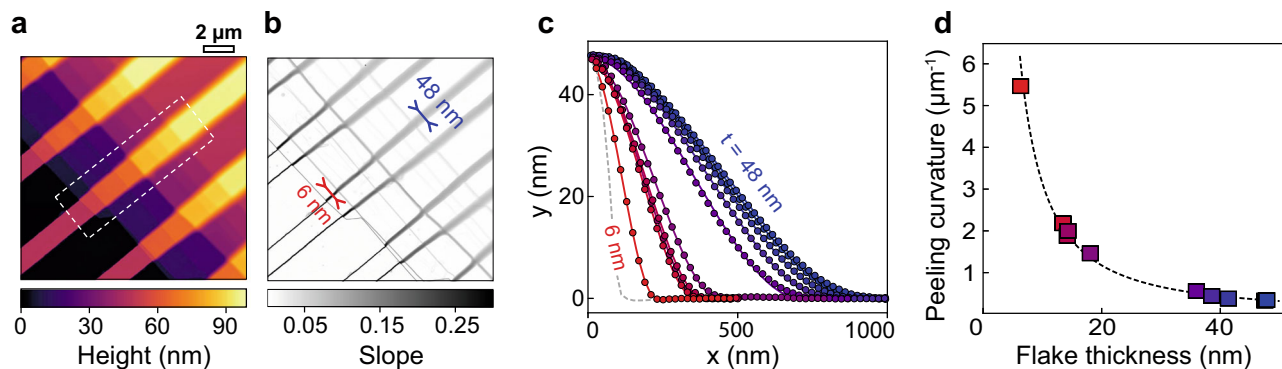 a
2 μm
0 30 60 90
Height (nm)
b
48 nm
6 nm
0.05 0.15 0.25
Slope
c
y (nm)
40
20
0
t = 48 nm
6 nm
0 500 1000
x (nm)
d
Peeling curvature (μm⁻¹)
6
5
4
3
2
1
0 20 40
Flake thickness (nm)